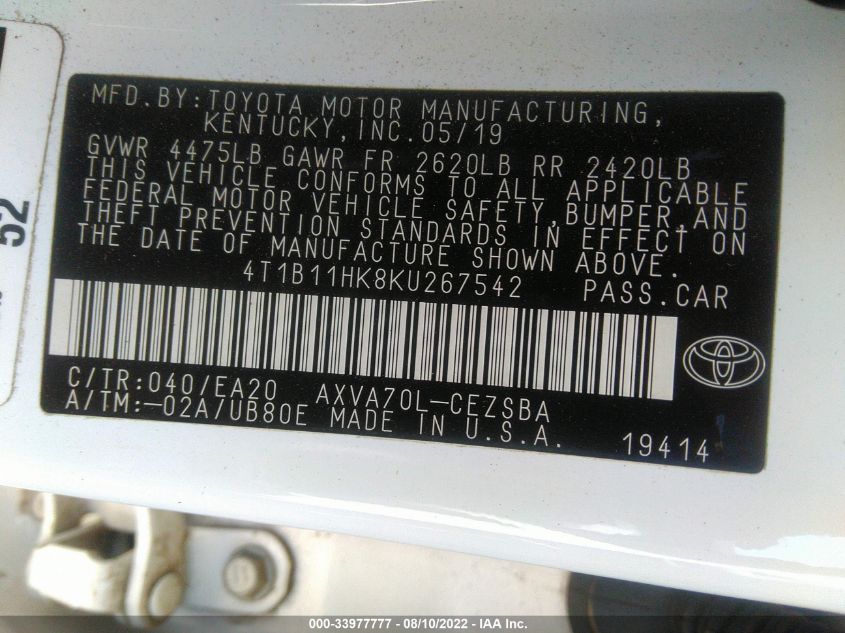 52
MFD.BY:TOYOTA MOTOR MANUFACTURING,
KENTUCKY,INC.05/19
GVWR 4475LB GAWR FR 2620LB RR 2420LB
THIS VEHICLE CONFORMS TO ALL APPLICABLE
FEDERAL MOTOR VEHICLE SAFETY,BUMPER,AND
THEFT PREVENTION STANDARDS IN EFFECT ON
THE DATE OF MANUFACTURE SHOWN ABOVE.
4T1B11HK8KU267542 PASS.CAR
C/TR:040/EA20 AXVA70L-CEZSBA
A/TM:-02A/UB80E MADE IN U.S.A. 19414
000-33977777 - 08/10/2022 - IAA Inc.